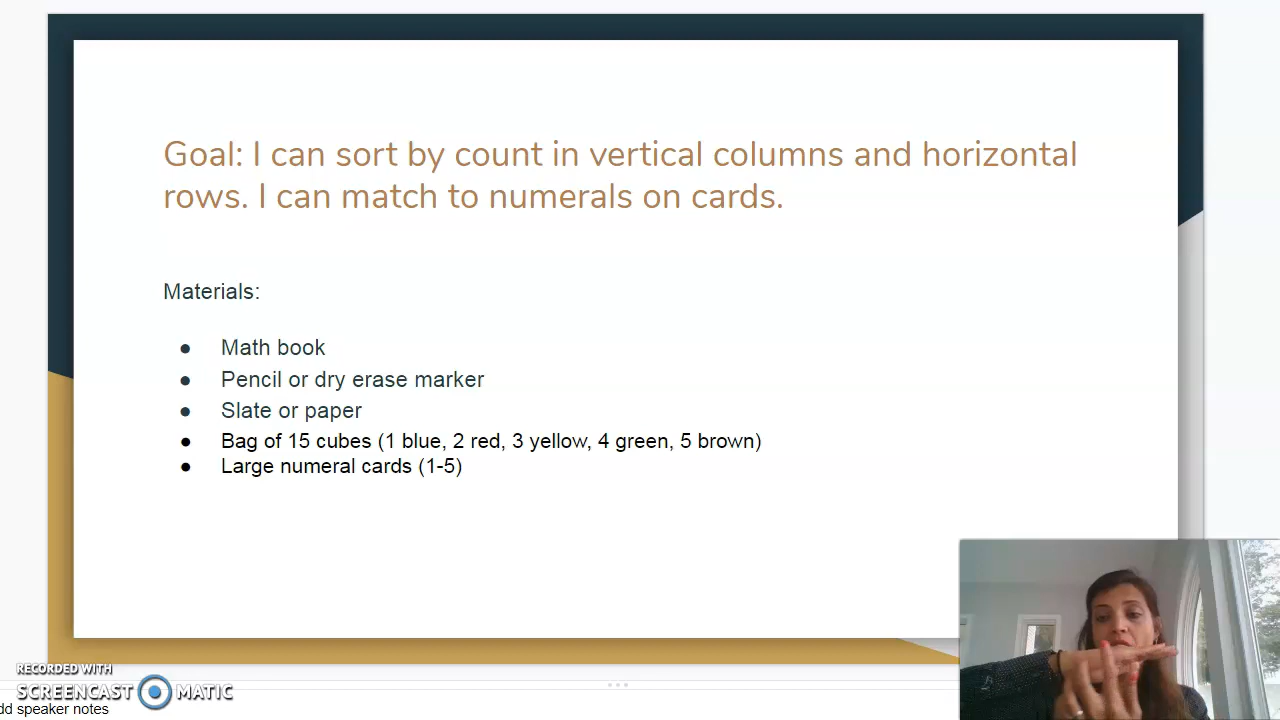 Goal: I can sort by count in vertical columns and horizontal
rows. I can match to numerals on cards.
Materials:
● Math book
● Pencil or dry erase marker
● Slate or paper
● Bag of 15 cubes (1 blue, 2 red, 3 yellow, 4 green, 5 brown)
● Large numeral cards (1-5)
RECORDED WITH
SCREENCAST MATIC
dd speaker notes